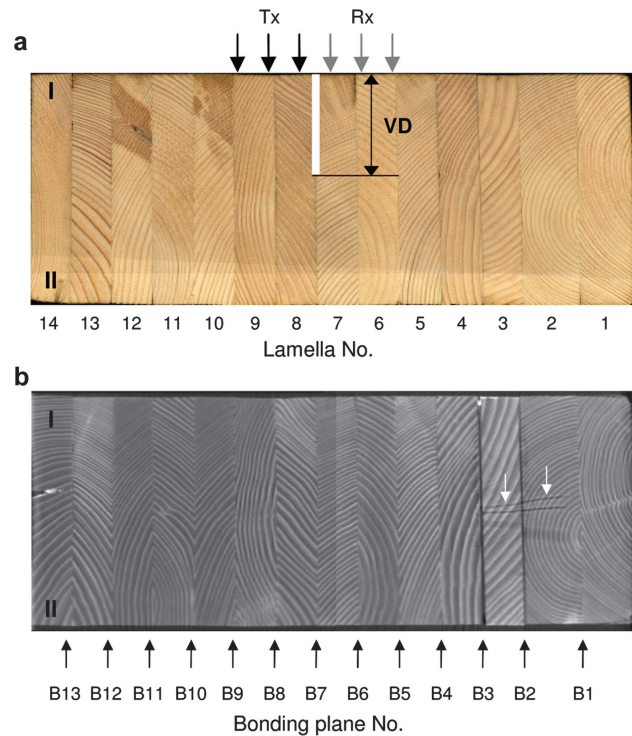 Tx Rx
a
I
VD
II
14 13 12 11 10 9 8 7 6 5 4 3 2 1
Lamella No.
b
I
II
B13 B12 B11 B10 B9 B8 B7 B6 B5 B4 B3 B2 B1
Bonding plane No.